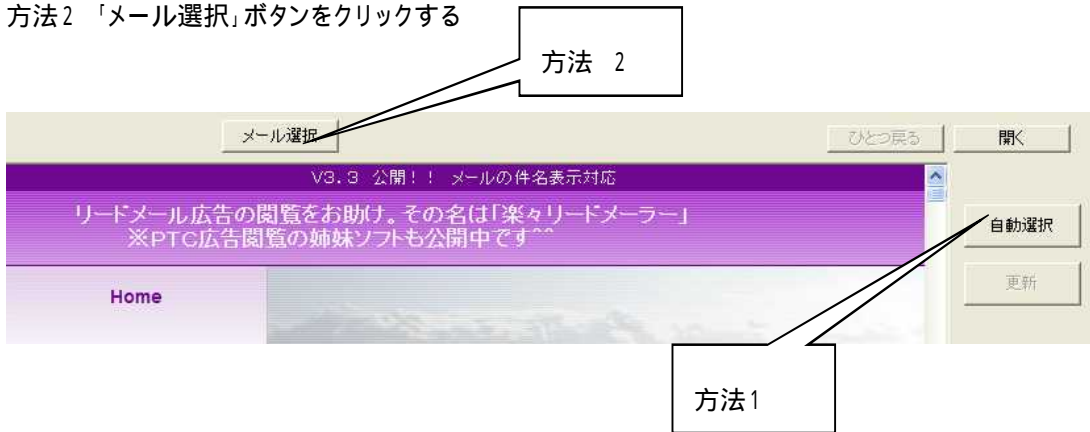 方法2 「メール選択」ボタンをクリックする
方法 2
メール選択
ひとつ戻る
開く
V3.3 公開!! メールの件名表示対応
リードメール広告の閲覧をお助け。その名は「楽々リードメーラー」
※PTC広告閲覧の姉妹ソフトも公開中です^^
自動選択
更新
Home
方法1